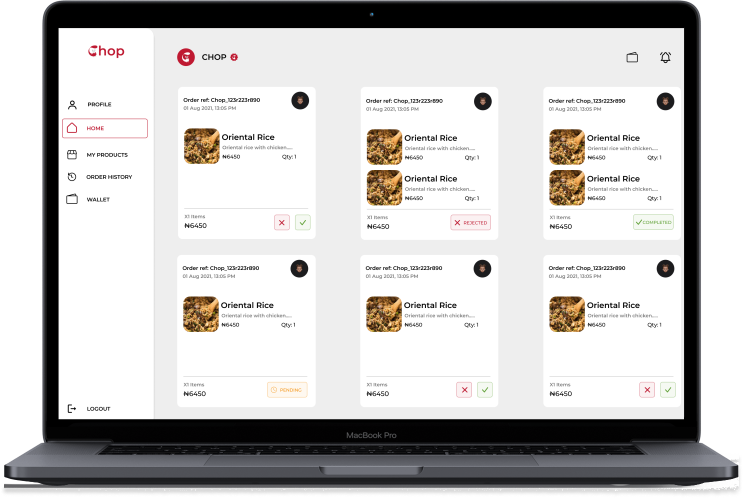 Chop
CHOP
PROFILE
HOME
MY PRODUCTS
ORDER HISTORY
WALLET
LOGOUT
Order ref: Chop_123r223r890
01 Aug 2021, 13:05 PM
Oriental Rice
Oriental rice with chicken.....
₦6450 Qty: 1
X1 Items
₦6450
Order ref: Chop_123r223r890
01 Aug 2021, 13:05 PM
Oriental Rice
Oriental rice with chicken.....
₦6450 Qty: 1
Oriental Rice
Oriental rice with chicken.....
₦6450 Qty: 1
X1 Items
₦6450
REJECTED
Order ref: Chop_123r223r890
01 Aug 2021, 13:05 PM
Oriental Rice
Oriental rice with chicken.....
₦6450 Qty: 1
Oriental Rice
Oriental rice with chicken.....
₦6450 Qty: 1
X1 Items
₦6450
COMPLETED
Order ref: Chop_123r223r890
01 Aug 2021, 13:05 PM
Oriental Rice
Oriental rice with chicken.....
₦6450 Qty: 1
X1 Items
₦6450
PENDING
Order ref: Chop_123r223r890
01 Aug 2021, 13:05 PM
Oriental Rice
Oriental rice with chicken.....
₦6450 Qty: 1
X1 Items
₦6450
Order ref: Chop_123r223r890
01 Aug 2021, 13:05 PM
Oriental Rice
Oriental rice with chicken.....
₦6450 Qty: 1
X1 Items
₦6450
MacBook Pro